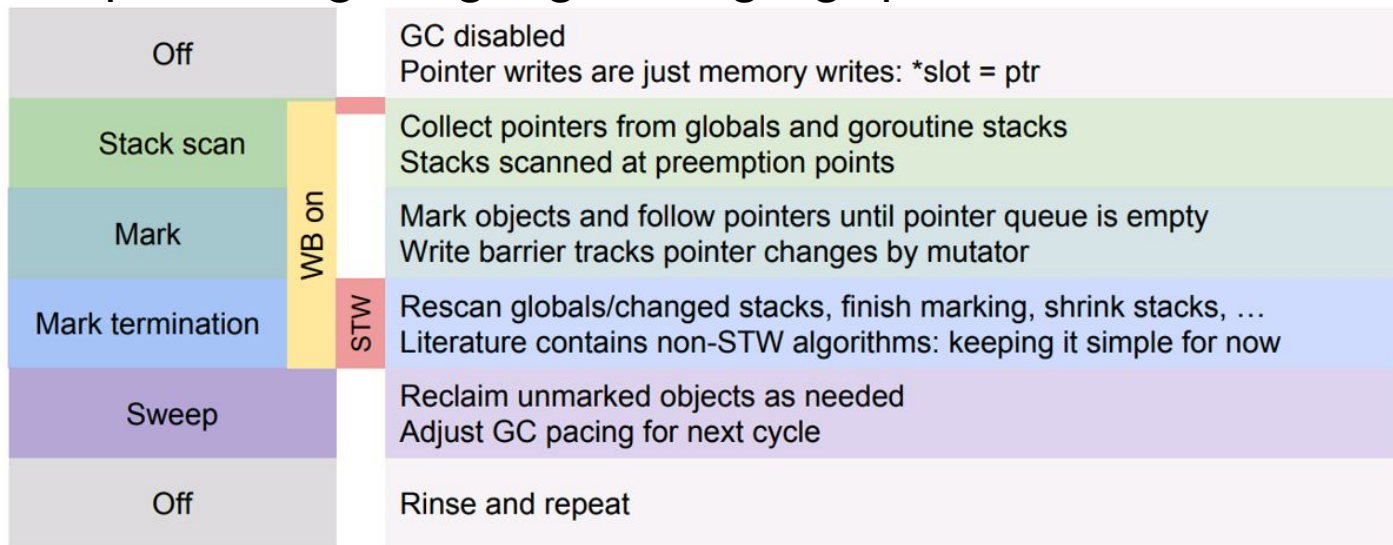 Off
GC disabled
Pointer writes are just memory writes: *slot = ptr
Stack scan
Collect pointers from globals and goroutine stacks
Stacks scanned at preemption points
WB on
Mark
Mark objects and follow pointers until pointer queue is empty
Write barrier tracks pointer changes by mutator
Mark termination
STW
Rescan globals/changed stacks, finish marking, shrink stacks, …
Literature contains non-STW algorithms: keeping it simple for now
Sweep
Reclaim unmarked objects as needed
Adjust GC pacing for next cycle
Off
Rinse and repeat